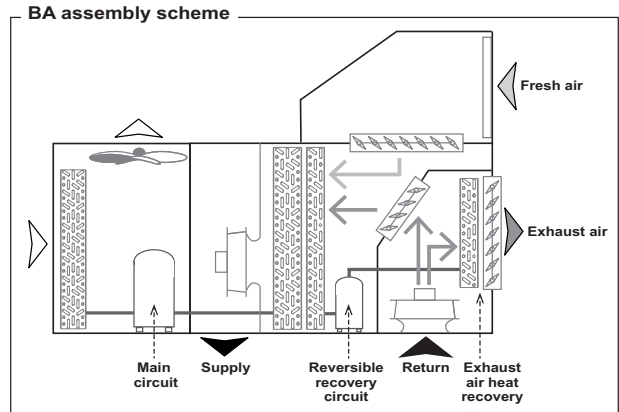 BA assembly scheme
Fresh air
Exhaust air
Main
circuit
Supply
Reversible
recovery
circuit
Return
Exhaust
air heat
recovery